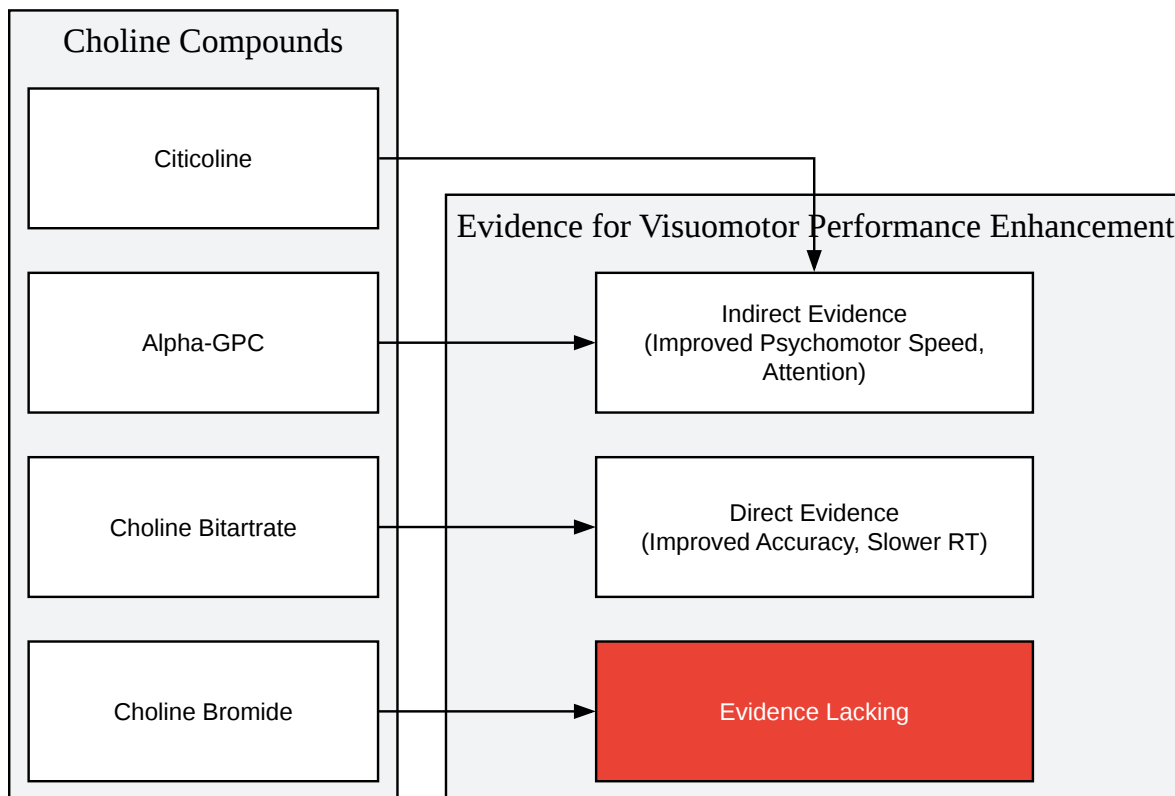 Choline Compounds
Citicoline
Evidence for Visuomotor Performance Enhancement
Alpha-GPC
Indirect Evidence
(Improved Psychomotor Speed,
Attention)
Choline Bitartrate
Direct Evidence
(Improved Accuracy, Slower RT)
Choline Bromide
Evidence Lacking